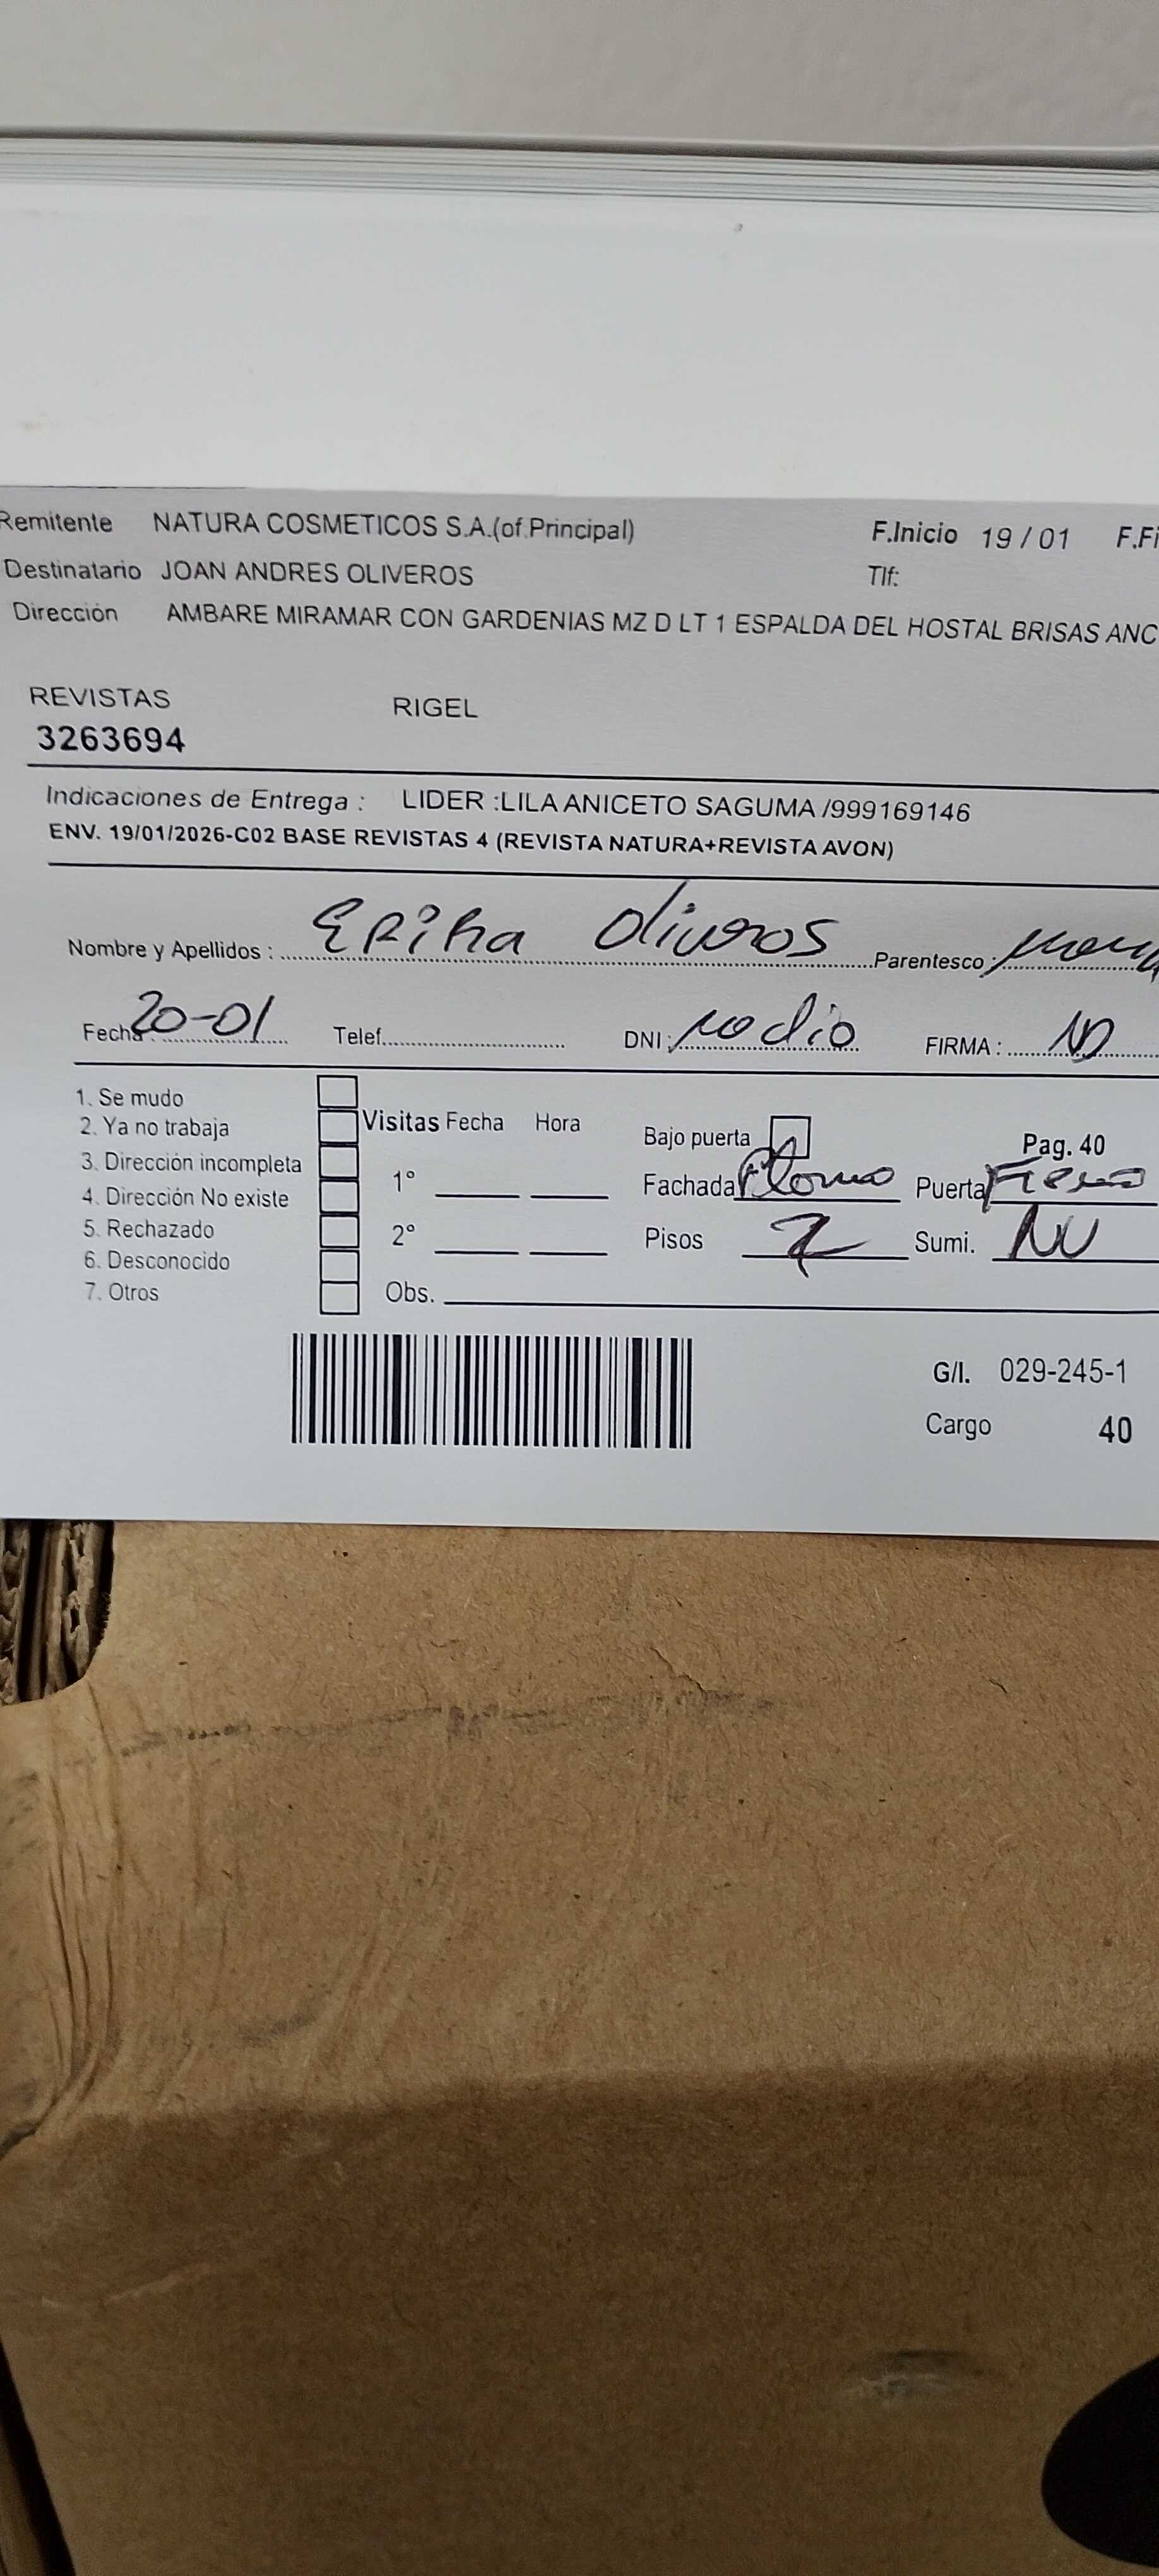 Remitente NATURA COSMETICOS S.A.(of.Principal) F.Inicio 19 / 01 F.Fi
Destinatario JOAN ANDRES OLIVEROS Tlf:
Dirección AMBARE MIRAMAR CON GARDENIAS MZ D LT 1 ESPALDA DEL HOSTAL BRISAS ANC
REVISTAS RIGEL
3263694
Indicaciones de Entrega : LIDER :LILA ANICETO SAGUMA /999169146
ENV. 19/01/2026-C02 BASE REVISTAS 4 (REVISTA NATURA+REVISTA AVON)
Nombre y Apellidos : Erika Oliveros Parentesco :
Fecha : 20-01 Telef. DNI : no dio FIRMA :
1. Se mudo
2. Ya no trabaja Visitas Fecha Hora Bajo puerta Pag. 40
3. Dirección incompleta
4. Dirección No existe 1° Fachada Plomo Puerta Fierro
5. Rechazado
6. Desconocido 2° Pisos 2 Sumi.
7. Otros Obs.
G/I. 029-245-1
Cargo 40